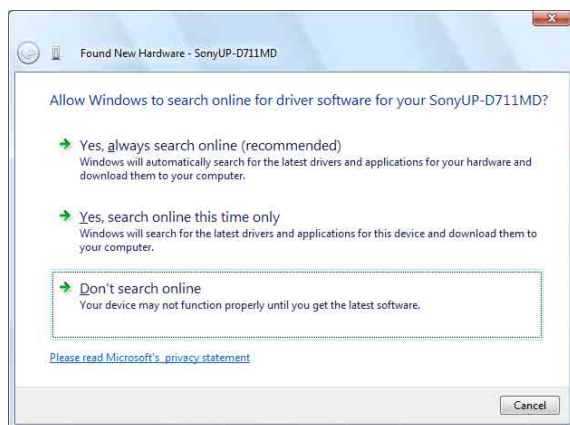 Found New Hardware - SonyUP-D711MD
Allow Windows to search online for driver software for your SonyUP-D711MD?
Yes, always search online (recommended)
Windows will automatically search for the latest drivers and applications for your hardware and
download them to your computer.
Yes, search online this time only
Windows will search for the latest drivers and applications for this device and download them to
your computer.
Don't search online
Your device may not function properly until you get the latest software.
Please read Microsoft's privacy statement
Cancel